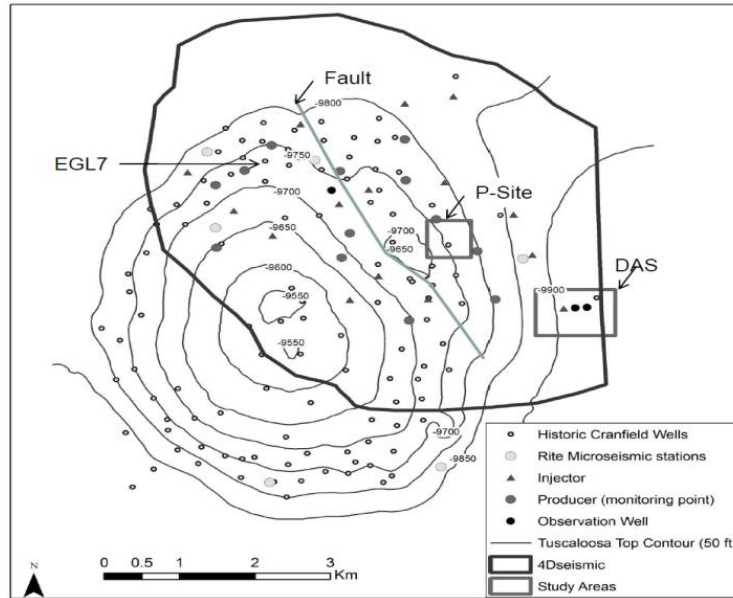 Fault
-9800
EGL7
-9750
-9700
P-Site
-9650
-9700
-9650
-9600
DAS
-9900
-9550
-9550
-9700
-9850
Historic Cranfield Wells
Rite Microseismic stations
Injector
Producer (monitoring point)
Observation Well
Tuscaloosa Top Contour (50 ft)
4Dseismic
Study Areas
N
0 0.5 1 2 3
Km